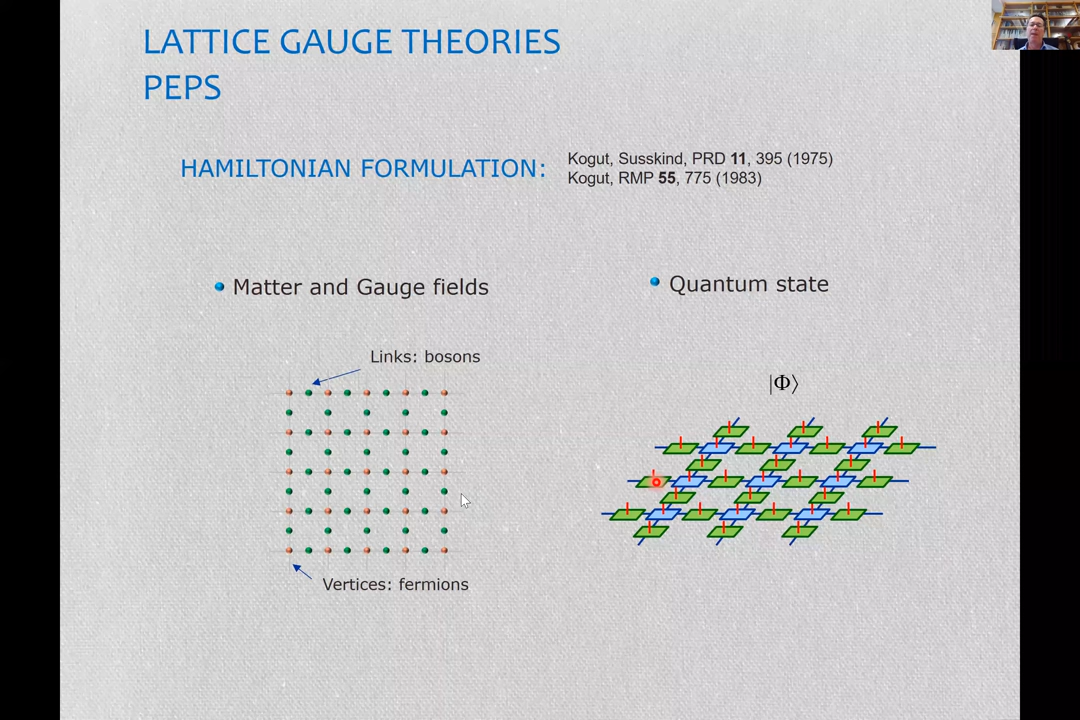 LATTICE GAUGE THEORIES
PEPS
HAMILTONIAN FORMULATION:
Kogut, Susskind, PRD 11, 395 (1975)
Kogut, RMP 55, 775 (1983)
Matter and Gauge fields
Quantum state
Links: bosons
|Φ⟩
Vertices: fermions